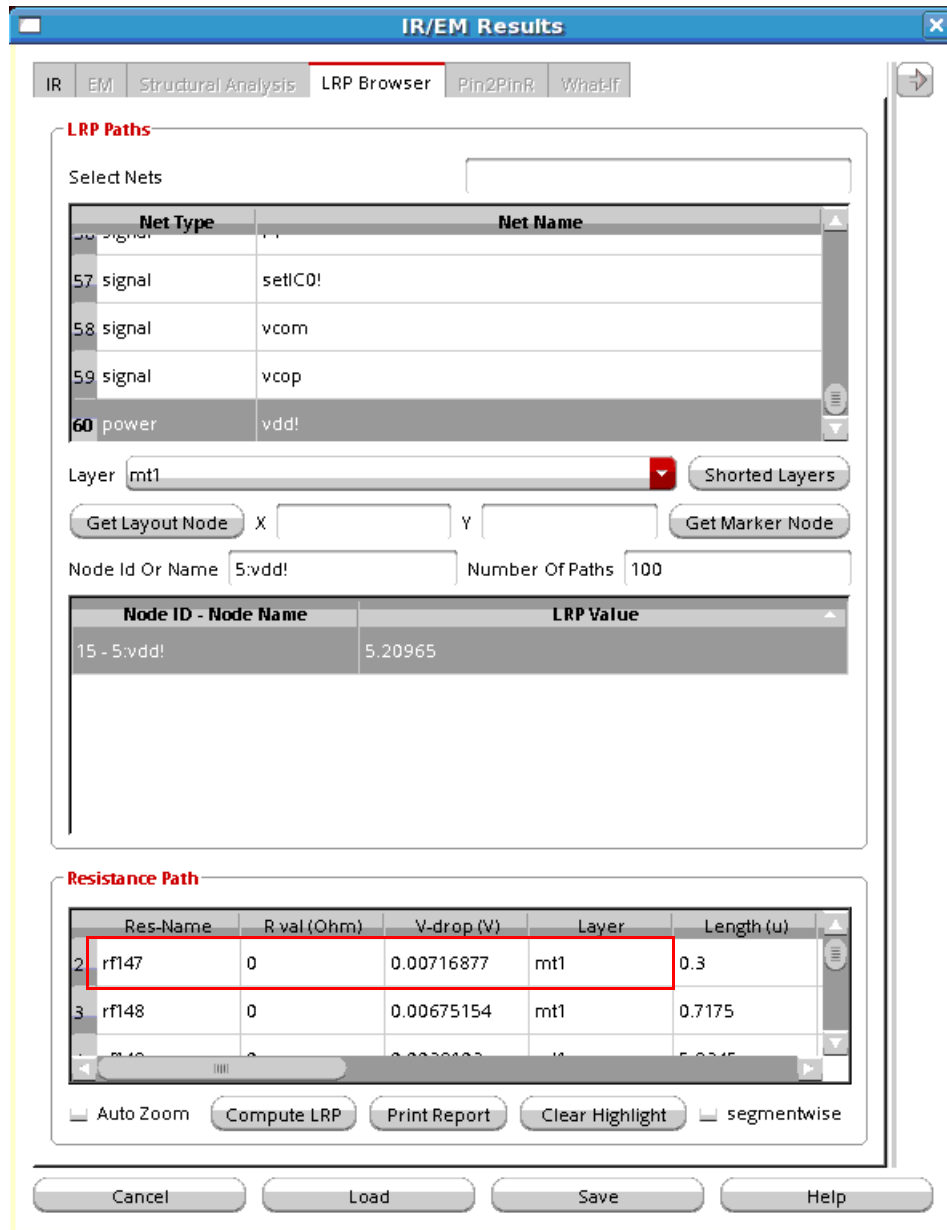 IR/EM Results
IR EM Structural Analysis LRP Browser Pin2PinR What-If
LRP Paths
Select Nets
Net Type Net Name
signal
57 signal setIC0!
58 signal vcom
59 signal vcop
60 power vdd!
Layer mt1 Shorted Layers
Get Layout Node X Y Get Marker Node
Node Id Or Name 5:vdd! Number Of Paths 100
Node ID - Node Name LRP Value
15 - 5:vdd! 5.20965
Resistance Path
Res-Name R val (Ohm) V-drop (V) Layer Length (u)
2 rf147 0 0.00716877 mt1 0.3
3 rf148 0 0.00675154 mt1 0.7175
Auto Zoom Compute LRP Print Report Clear Highlight segmentwise
Cancel Load Save Help